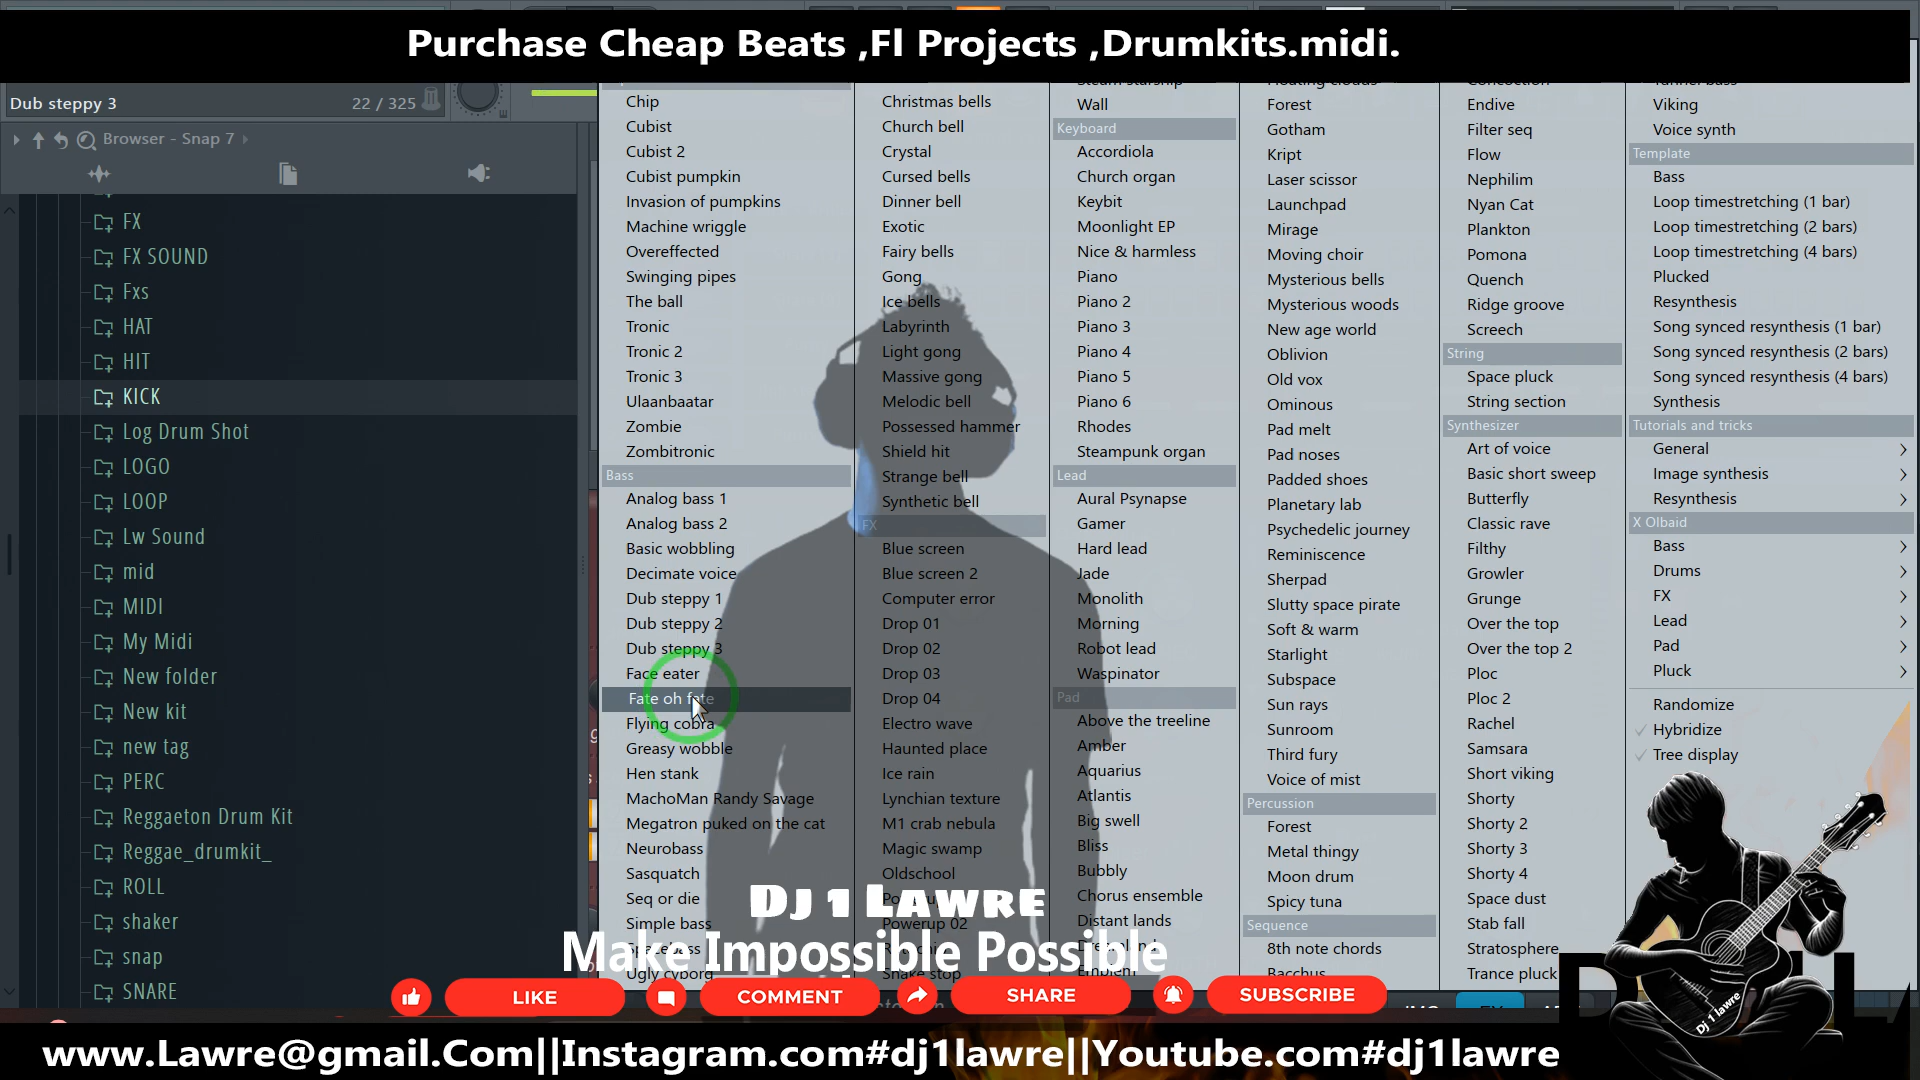 Purchase Cheap Beats ,Fl Projects ,Drumkits.midi.
Dub steppy 3
22 / 325
Browser - Snap 7
FX
FX SOUND
Fxs
HAT
HIT
KICK
Log Drum Shot
LOGO
LOOP
Lw Sound
mid
MIDI
My Midi
New folder
New kit
new tag
PERC
Reggaeton Drum Kit
Reggae_drumkit_
ROLL
shaker
snap
SNARE
Chip
Cubist
Cubist 2
Cubist pumpkin
Invasion of pumpkins
Machine wriggle
Overeffected
Swinging pipes
The ball
Tronic
Tronic 2
Tronic 3
Ulaanbaatar
Zombie
Zombitronic
Bass
Analog bass 1
Analog bass 2
Basic wobbling
Decimate voice
Dub steppy 1
Dub steppy 2
Dub steppy 3
Face eater
Fate oh fate
Flying cobra
Greasy wobble
Hen stank
MachoMan Randy Savage
Megatron puked on the cat
Neurobass
Sasquatch
Seq or die
Simple bass
Ugly cyborg
Christmas bells
Church bell
Crystal
Cursed bells
Dinner bell
Exotic
Fairy bells
Gong
Ice bells
Labyrinth
Light gong
Massive gong
Melodic bell
Possessed hammer
Shield hit
Strange bell
Synthetic bell
FX
Blue screen
Blue screen 2
Computer error
Drop 01
Drop 02
Drop 03
Drop 04
Electro wave
Haunted place
Ice rain
Lynchian texture
M1 crab nebula
Magic swamp
Oldschool
Powerup 02
Snake stop
Steam starship
Wall
Keyboard
Accordiola
Church organ
Keybit
Moonlight EP
Nice & harmless
Piano
Piano 2
Piano 3
Piano 4
Piano 5
Piano 6
Rhodes
Steampunk organ
Lead
Aural Psynapse
Gamer
Hard lead
Jade
Monolith
Morning
Robot lead
Waspinator
Pad
Above the treeline
Amber
Aquarius
Atlantis
Big swell
Bliss
Bubbly
Chorus ensemble
Distant lands
Dreamland
Emblem
Floating clouds
Forest
Gotham
Kript
Laser scissor
Launchpad
Mirage
Moving choir
Mysterious bells
Mysterious woods
New age world
Oblivion
Old vox
Ominous
Pad melt
Pad noses
Padded shoes
Planetary lab
Psychedelic journey
Reminiscence
Sherpad
Slutty space pirate
Soft & warm
Starlight
Subspace
Sun rays
Sunroom
Third fury
Voice of mist
Percussion
Forest
Metal thingy
Moon drum
Spicy tuna
Sequence
8th note chords
Bacchus
Concoction
Endive
Filter seq
Flow
Nephilim
Nyan Cat
Plankton
Pomona
Quench
Ridge groove
Screech
String
Space pluck
String section
Synthesizer
Art of voice
Basic short sweep
Butterfly
Classic rave
Filthy
Growler
Grunge
Over the top
Over the top 2
Ploc
Ploc 2
Rachel
Samsara
Short viking
Shorty
Shorty 2
Shorty 3
Shorty 4
Space dust
Stab fall
Stratosphere
Trance pluck
Tunnel bass
Viking
Voice synth
Template
Bass
Loop timestretching (1 bar)
Loop timestretching (2 bars)
Loop timestretching (4 bars)
Plucked
Resynthesis
Song synced resynthesis (1 bar)
Song synced resynthesis (2 bars)
Song synced resynthesis (4 bars)
Synthesis
Tutorials and tricks
General
Image synthesis
Resynthesis
X Olbaid
Bass
Drums
FX
Lead
Pad
Pluck
Randomize
Hybridize
Tree display
Dj 1 Lawre
Make Impossible Possible
LIKE
COMMENT
SHARE
SUBSCRIBE
Dj 1 lawre
www.Lawre@gmail.Com||Instagram.com#dj1lawre||Youtube.com#dj1lawre